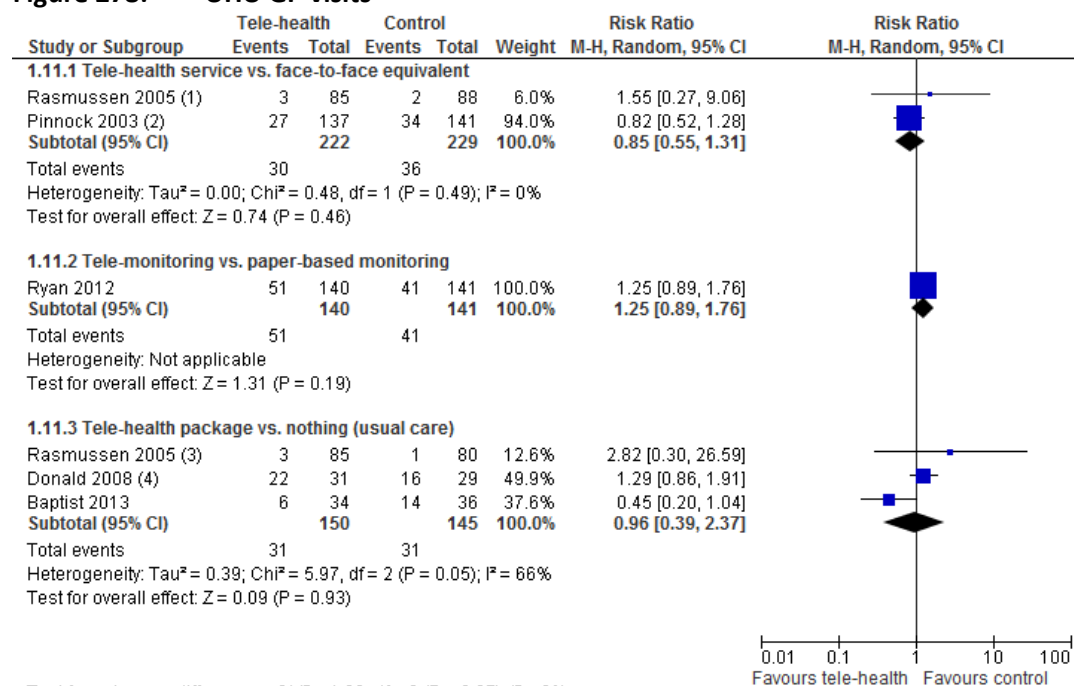 Tele-health Control Risk Ratio Risk Ratio
Study or Subgroup Events Total Events Total Weight M-H, Random, 95% CI M-H, Random, 95% CI
1.11.1 Tele-health service vs. face-to-face equivalent
Rasmussen 2005 (1) 3 85 2 88 6.0% 1.55 [0.27, 9.06]
Pinnock 2003 (2) 27 137 34 141 94.0% 0.82 [0.52, 1.28]
Subtotal (95% CI) 222 229 100.0% 0.85 [0.55, 1.31]
Total events 30 36
Heterogeneity: Tau² = 0.00; Chi² = 0.48, df = 1 (P = 0.49); I² = 0%
Test for overall effect: Z = 0.74 (P = 0.46)
1.11.2 Tele-monitoring vs. paper-based monitoring
Ryan 2012 51 140 41 141 100.0% 1.25 [0.89, 1.76]
Subtotal (95% CI) 140 141 100.0% 1.25 [0.89, 1.76]
Total events 51 41
Heterogeneity: Not applicable
Test for overall effect: Z = 1.31 (P = 0.19)
1.11.3 Tele-health package vs. nothing (usual care)
Rasmussen 2005 (3) 3 85 1 80 12.6% 2.82 [0.30, 26.59]
Donald 2008 (4) 22 31 16 29 49.9% 1.29 [0.86, 1.91]
Baptist 2013 6 34 14 36 37.6% 0.45 [0.20, 1.04]
Subtotal (95% CI) 150 145 100.0% 0.96 [0.39, 2.37]
Total events 31 31
Heterogeneity: Tau² = 0.39; Chi² = 5.97, df = 2 (P = 0.05); I² = 66%
Test for overall effect: Z = 0.09 (P = 0.93)
0.01 0.1 1 10 100
Favours tele-health Favours control